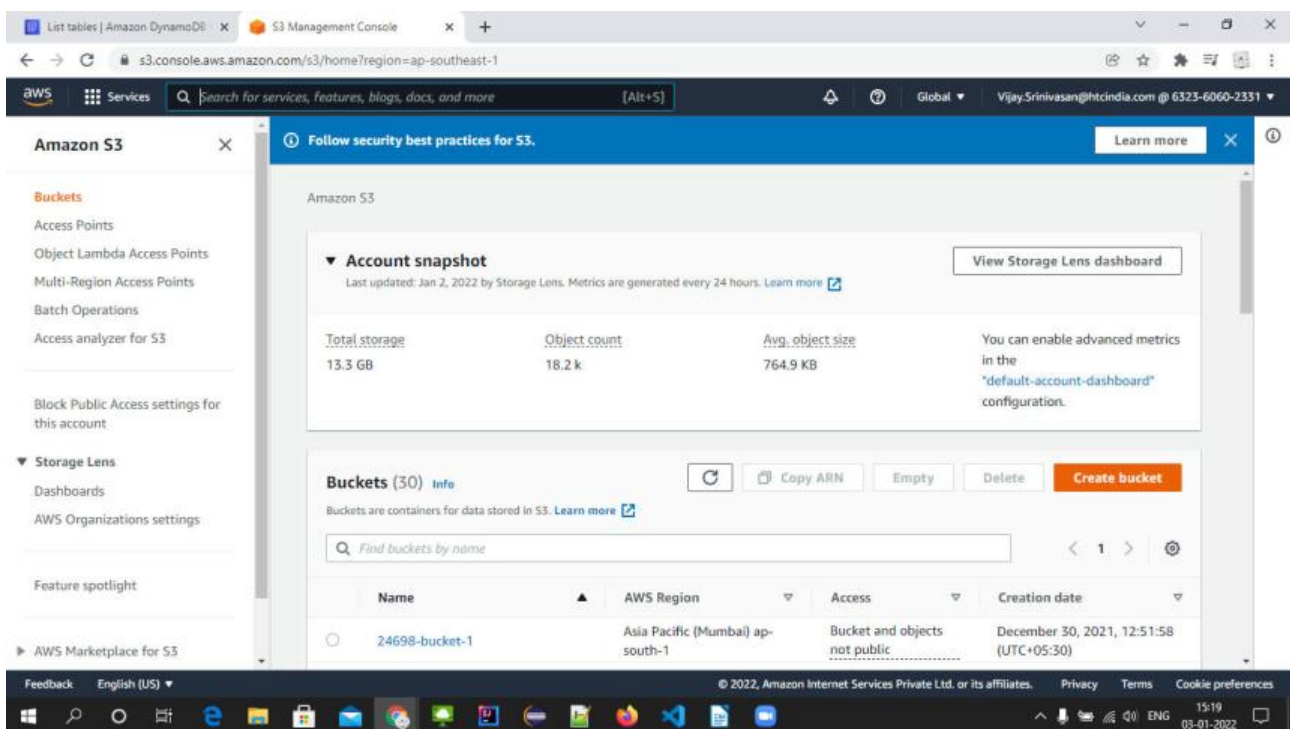 List tables | Amazon DynamoDB
S3 Management Console
s3.console.aws.amazon.com/s3/home?region=ap-southeast-1
aws
Services
Search for services, features, blogs, docs, and more
[Alt+S]
Global
Vijay.Srinivasan@htcindia.com @ 6323-6060-2331
Amazon S3
Buckets
Access Points
Object Lambda Access Points
Multi-Region Access Points
Batch Operations
Access analyzer for S3
Block Public Access settings for
this account
Storage Lens
Dashboards
AWS Organizations settings
Feature spotlight
AWS Marketplace for S3
Follow security best practices for S3.
Learn more
Amazon S3
Account snapshot
Last updated: Jan 2, 2022 by Storage Lens. Metrics are generated every 24 hours. Learn more
View Storage Lens dashboard
Total storage
13.3 GB
Object count
18.2 k
Avg. object size
764.9 KB
You can enable advanced metrics
in the
"default-account-dashboard"
configuration.
Buckets (30) Info
Buckets are containers for data stored in S3. Learn more
Copy ARN
Empty
Delete
Create bucket
Find buckets by name
1
Name
AWS Region
Access
Creation date
24698-bucket-1
Asia Pacific (Mumbai) ap-
south-1
Bucket and objects
not public
December 30, 2021, 12:51:58
(UTC+05:30)
Feedback
English (US)
© 2022, Amazon Internet Services Private Ltd. or its affiliates.
Privacy
Terms
Cookie preferences
ENG
15:19
03-01-2022